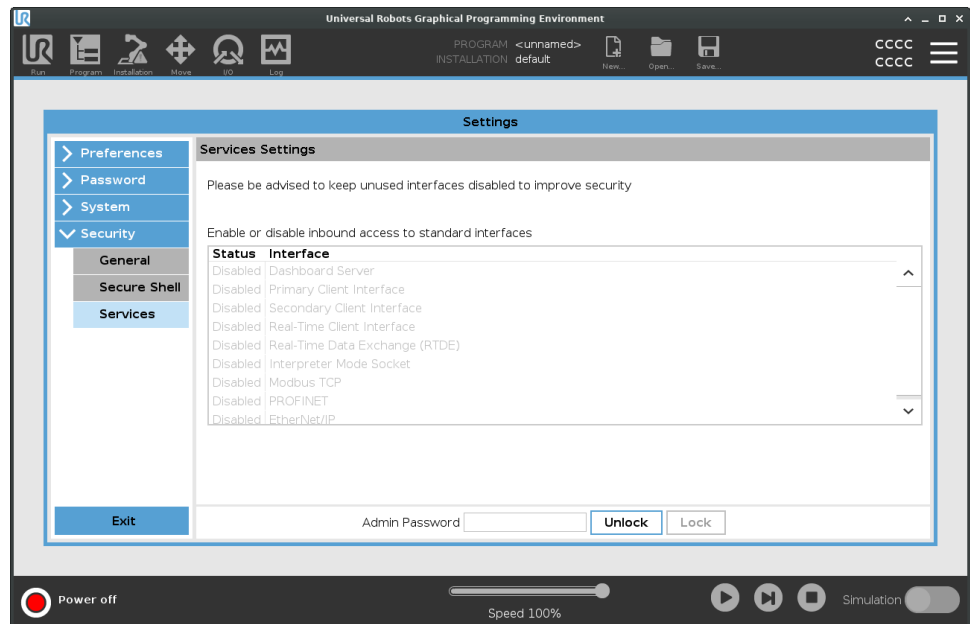 Universal Robots Graphical Programming Environment
UR
Run
Program
Installation
Move
I/O
Log
PROGRAM <unnamed>
INSTALLATION default
New...
Open...
Save...
CCCC
CCCC
Settings
Preferences
Password
System
Security
General
Secure Shell
Services
Exit
Services Settings
Please be advised to keep unused interfaces disabled to improve security
Enable or disable inbound access to standard interfaces
Status Interface
Disabled Dashboard Server
Disabled Primary Client Interface
Disabled Secondary Client Interface
Disabled Real-Time Client Interface
Disabled Real-Time Data Exchange (RTDE)
Disabled Interpreter Mode Socket
Disabled Modbus TCP
Disabled PROFINET
Disabled EtherNet/IP
Admin Password Unlock Lock
Power off
Speed 100%
Simulation